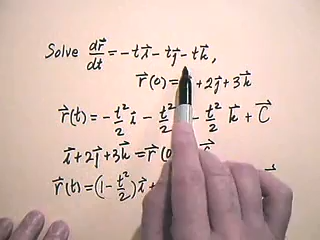 Solve dr⃗/dt = -ti⃗ - tj⃗ - tk⃗,
r⃗(0) = + 2j⃗ + 3k⃗
r⃗(t) = -t²/2 i⃗ - t²/2 - t²/2 k⃗ + C⃗
i⃗ + 2j⃗ + 3k⃗ = r⃗(0
r⃗(t) = (1 - t²/2)i⃗ +